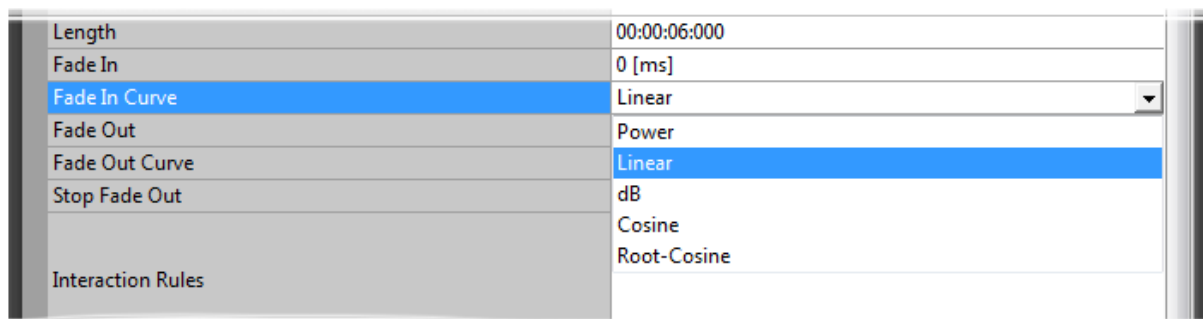 Length 00:00:06:000
Fade In 0 [ms]
Fade In Curve Linear
Fade Out Power
Fade Out Curve Linear
Stop Fade Out dB
Cosine
Root-Cosine
Interaction Rules